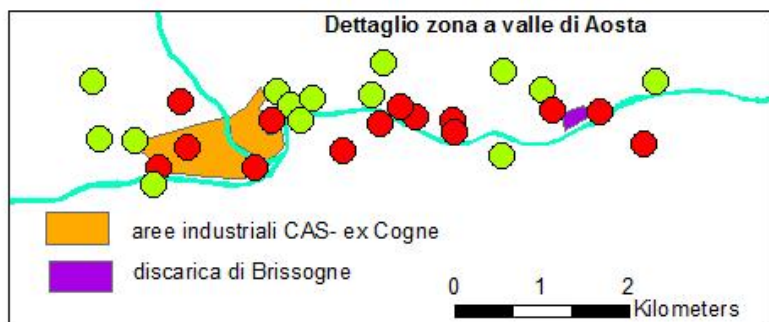 Dettaglio zona a valle di Aosta
aree industriali CAS- ex Cogne
discarica di Brissogne
0 1 2
Kilometers